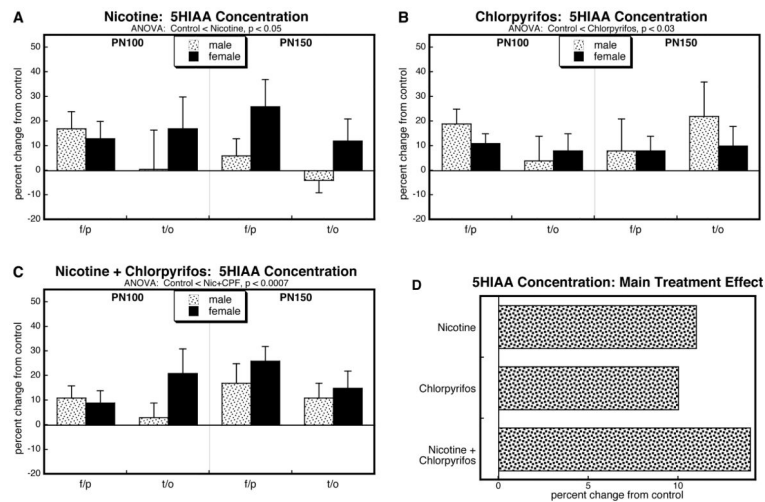 A
Nicotine: 5HIAA Concentration
ANOVA: Control < Nicotine, p < 0.05
PN100
PN150
male
female
percent change from control
50
40
30
20
10
0
-10
-20
f/p
t/o
f/p
t/o
B
Chlorpyrifos: 5HIAA Concentration
ANOVA: Control < Chlorpyrifos, p < 0.03
PN100
PN150
male
female
percent change from control
50
40
30
20
10
0
-10
-20
f/p
t/o
f/p
t/o
C
Nicotine + Chlorpyrifos: 5HIAA Concentration
ANOVA: Control < Nic+CPF, p < 0.0007
PN100
PN150
male
female
percent change from control
50
40
30
20
10
0
-10
-20
f/p
t/o
f/p
t/o
D
5HIAA Concentration: Main Treatment Effect
Nicotine
Chlorpyrifos
Nicotine +
Chlorpyrifos
0
5
10
percent change from control